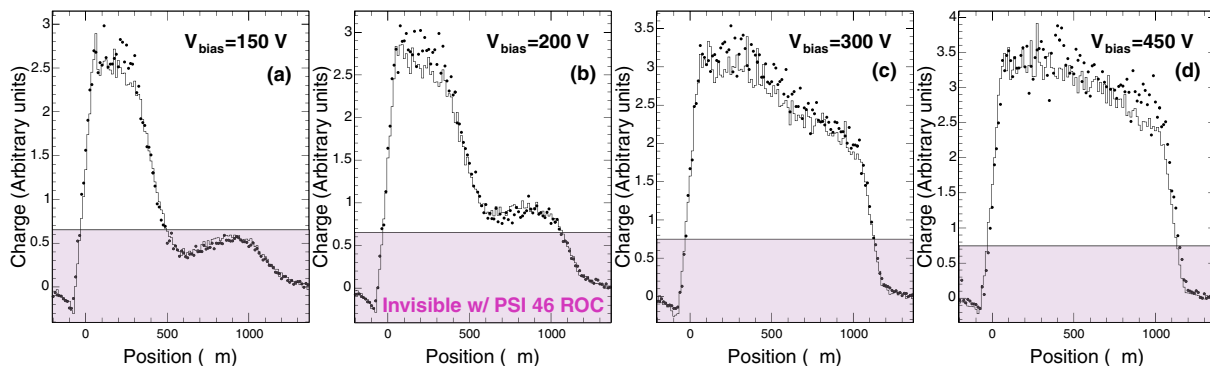 Charge (Arbitrary units)
3
2.5
2
1.5
1
0.5
0
V_bias=150 V
(a)
0 500 1000
Position ( m)
Charge (Arbitrary units)
3
2.5
2
1.5
1
0.5
0
V_bias=200 V
(b)
Invisible w/ PSI 46 ROC
0 500 1000
Position ( m)
Charge (Arbitrary units)
3.5
3
2.5
2
1.5
1
0.5
0
V_bias=300 V
(c)
0 500 1000
Position ( m)
Charge (Arbitrary units)
4
3.5
3
2.5
2
1.5
1
0.5
0
V_bias=450 V
(d)
0 500 1000
Position ( m)